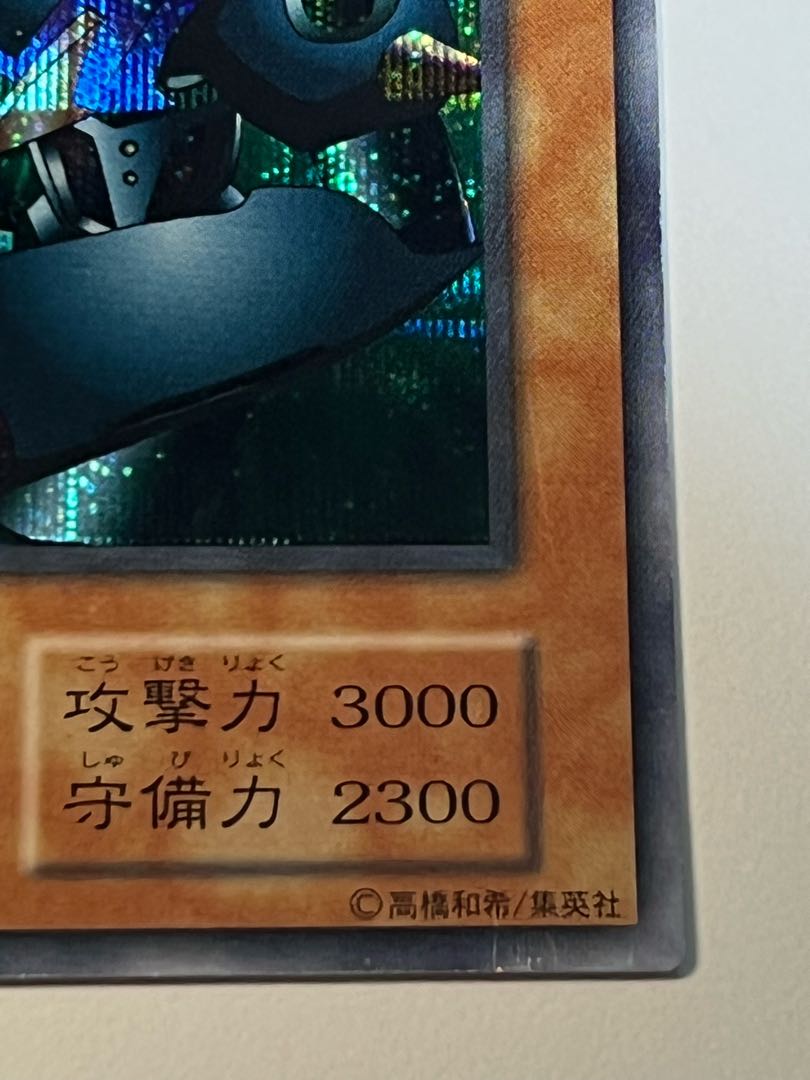 こうげきりょく
攻撃力 3000
しゅびりょく
守備力 2300
©高橋和希/集英社